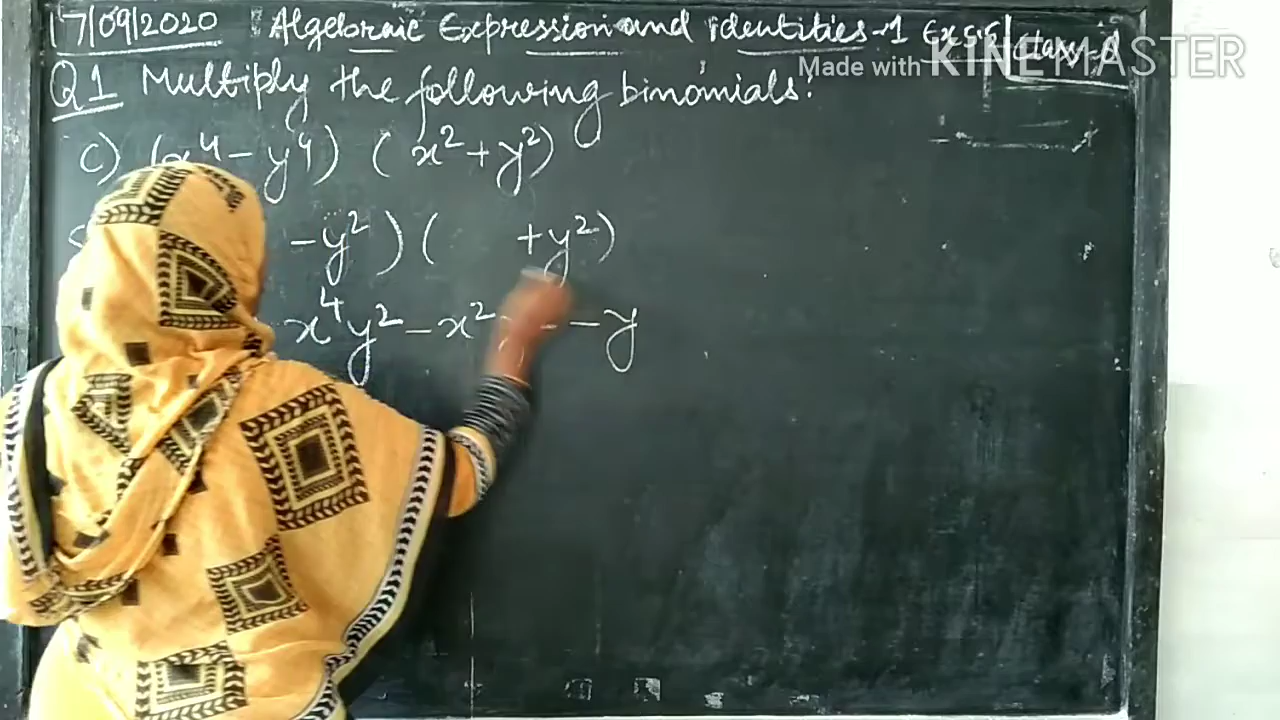 17/09/2020 Algebraic Expression and identities-1
Made with KINEMASTER
Q1 Multiply the following binomials:
c) (x⁴ - y⁴) (x² + y²)
- y² ) ( + y²)
x⁴y² - x² - y